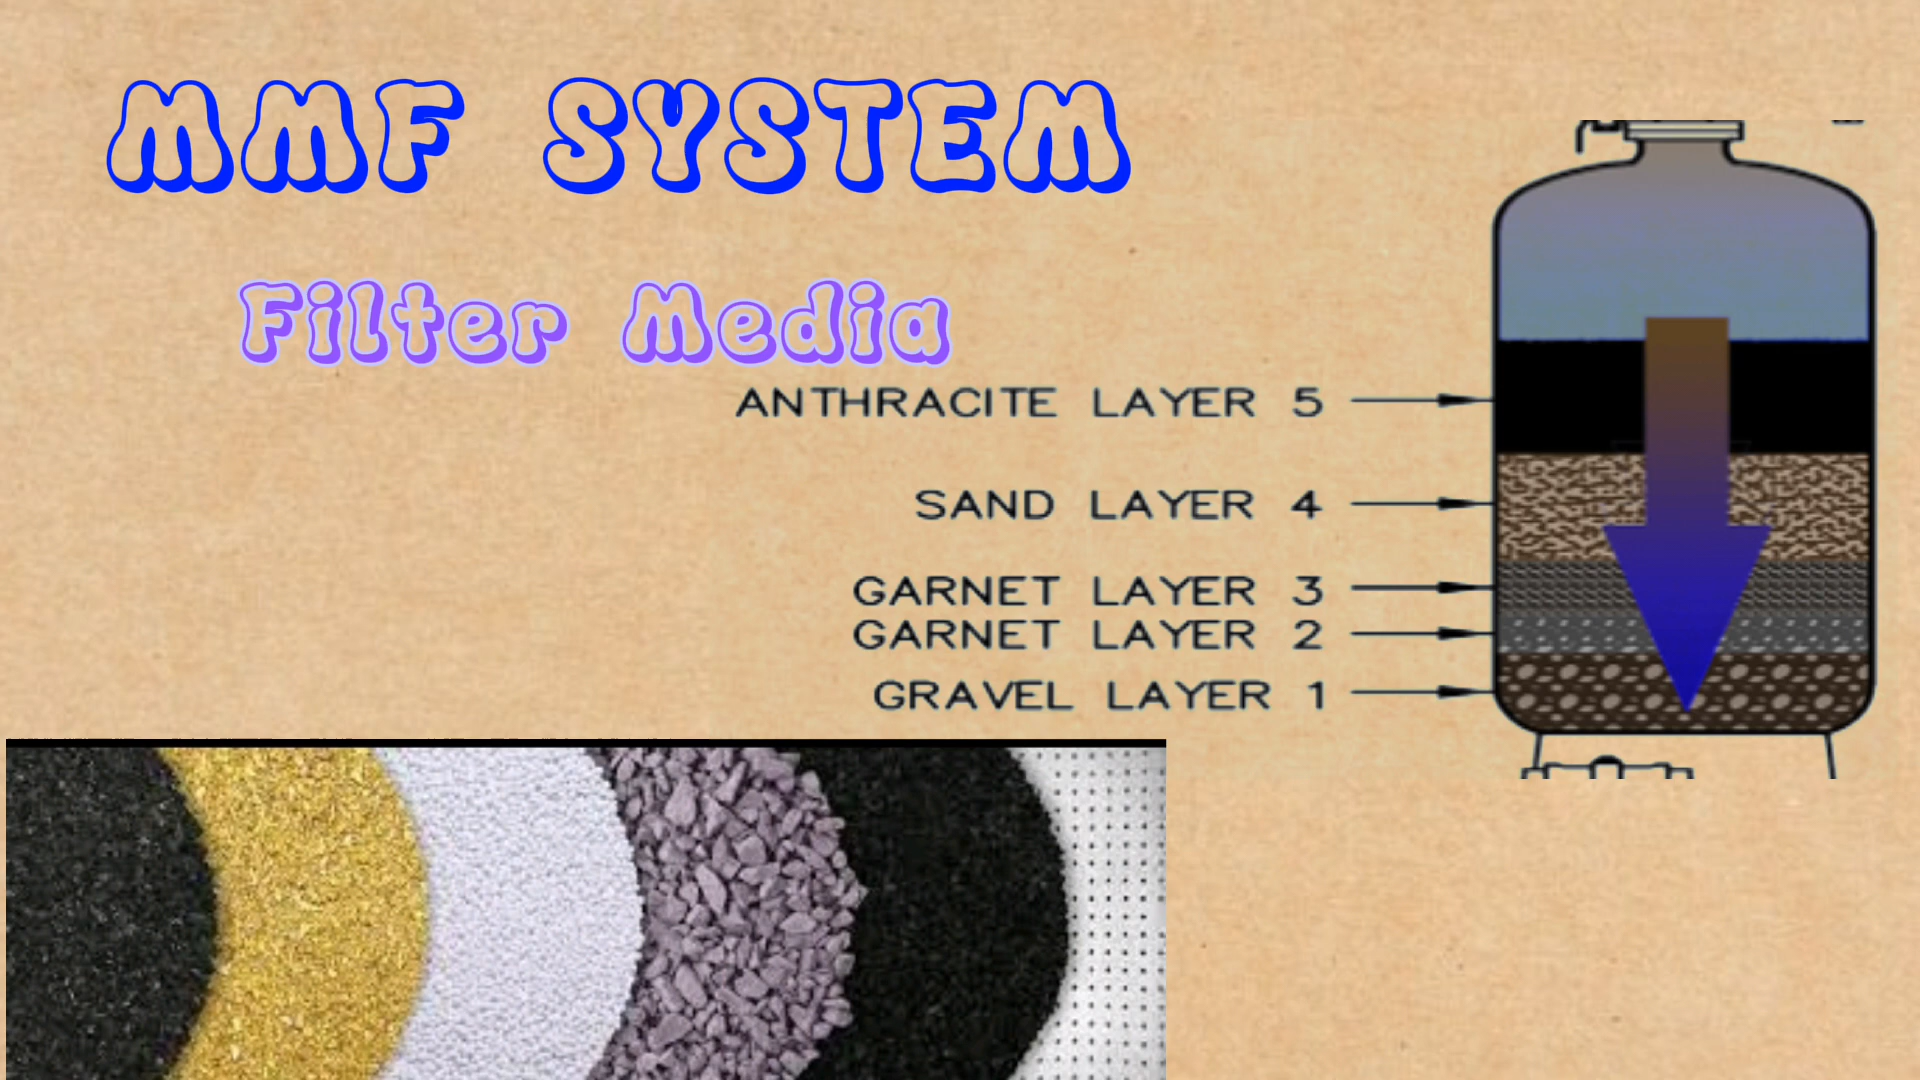 MMF SYSTEM
Filter Media
ANTHRACITE LAYER 5
SAND LAYER 4
GARNET LAYER 3
GARNET LAYER 2
GRAVEL LAYER 1